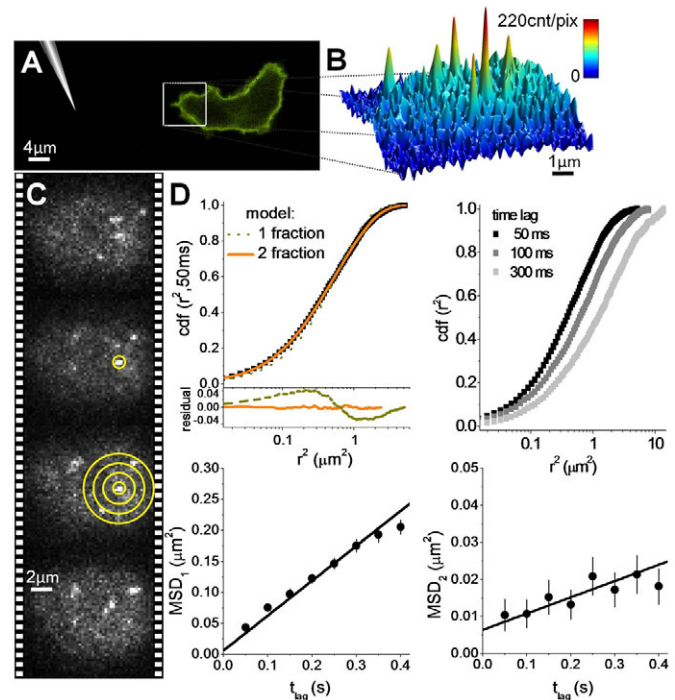 A
4μm
B
220cnt/pix
0
1μm
C
2μm
D
model:
1 fraction
2 fraction
cdf (r², 50ms)
1.0
0.8
0.6
0.4
0.2
0.0
residual
0.04
0.00
-0.04
0.1
1
r² (μm²)
time lag
50 ms
100 ms
300 ms
cdf (r²)
1.0
0.8
0.6
0.4
0.2
0.0
0.1
1
10
r² (μm²)
MSD₁ (μm²)
0.30
0.25
0.20
0.15
0.10
0.05
0.00
0.0 0.1 0.2 0.3 0.4
t_lag (s)
MSD₂ (μm²)
0.05
0.04
0.03
0.02
0.01
0.00
0.0 0.1 0.2 0.3 0.4
t_lag (s)